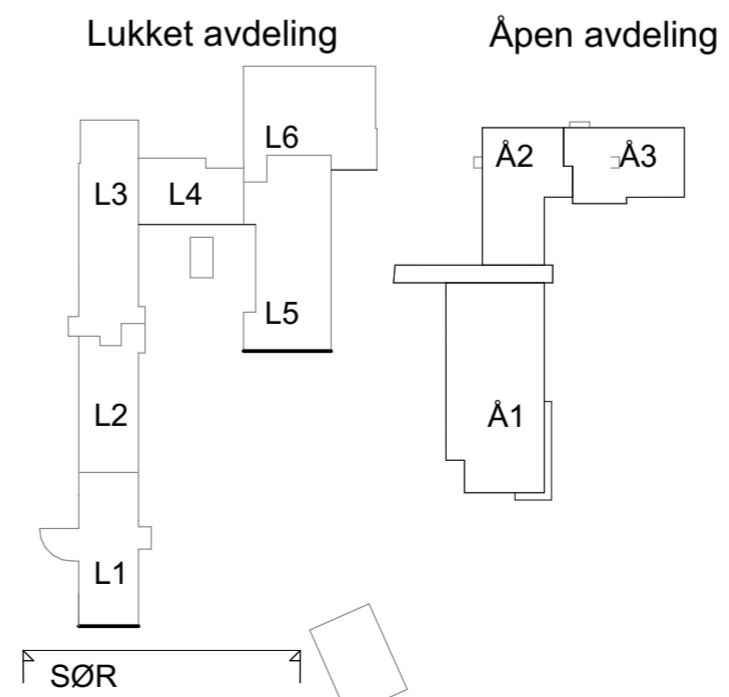 Lukket avdeling
Åpen avdeling
L6
L3
L4
Å2
Å3
L5
L2
Å1
L1
SØR